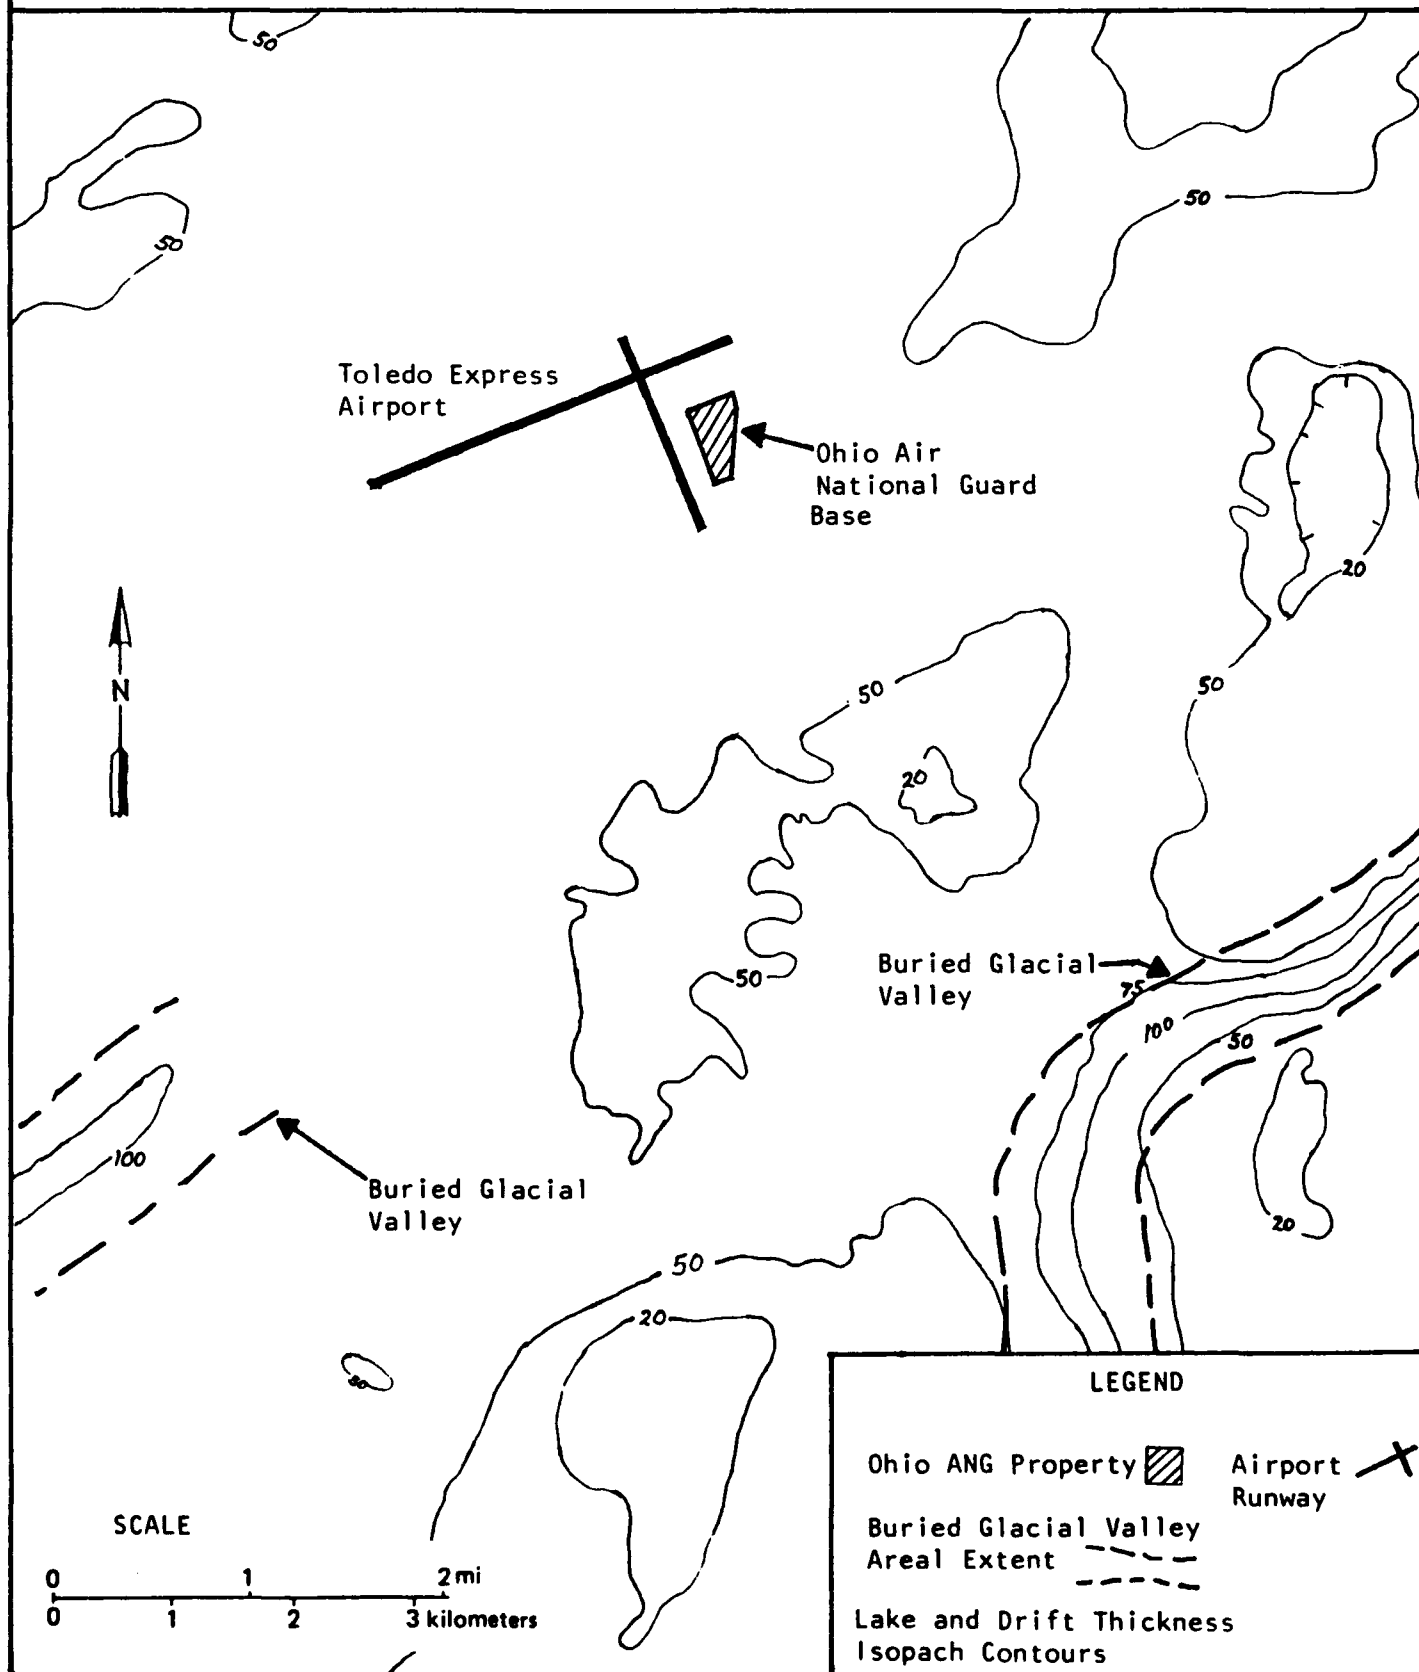 50
50
50
Toledo Express
Airport
Ohio Air
National Guard
Base
20
N
50
50
20
50
Buried Glacial
Valley
75
100
50
100
Buried Glacial
Valley
20
50
20
LEGEND
Ohio ANG Property
Airport
Runway
Buried Glacial Valley
Areal Extent
SCALE
0 1 2 mi
0 1 2 3 kilometers
Lake and Drift Thickness
Isopach Contours